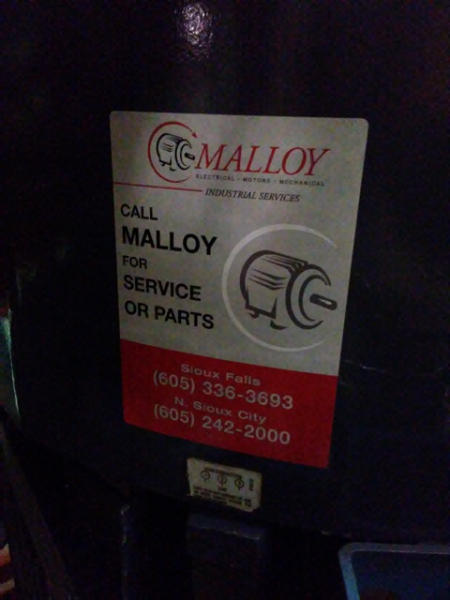 MALLOY
ELECTRICAL • MOTORS • MECHANICAL
INDUSTRIAL SERVICES
CALL
MALLOY
FOR
SERVICE
OR PARTS
Sioux Falls
(605) 336-3693
N. Sioux City
(605) 242-2000